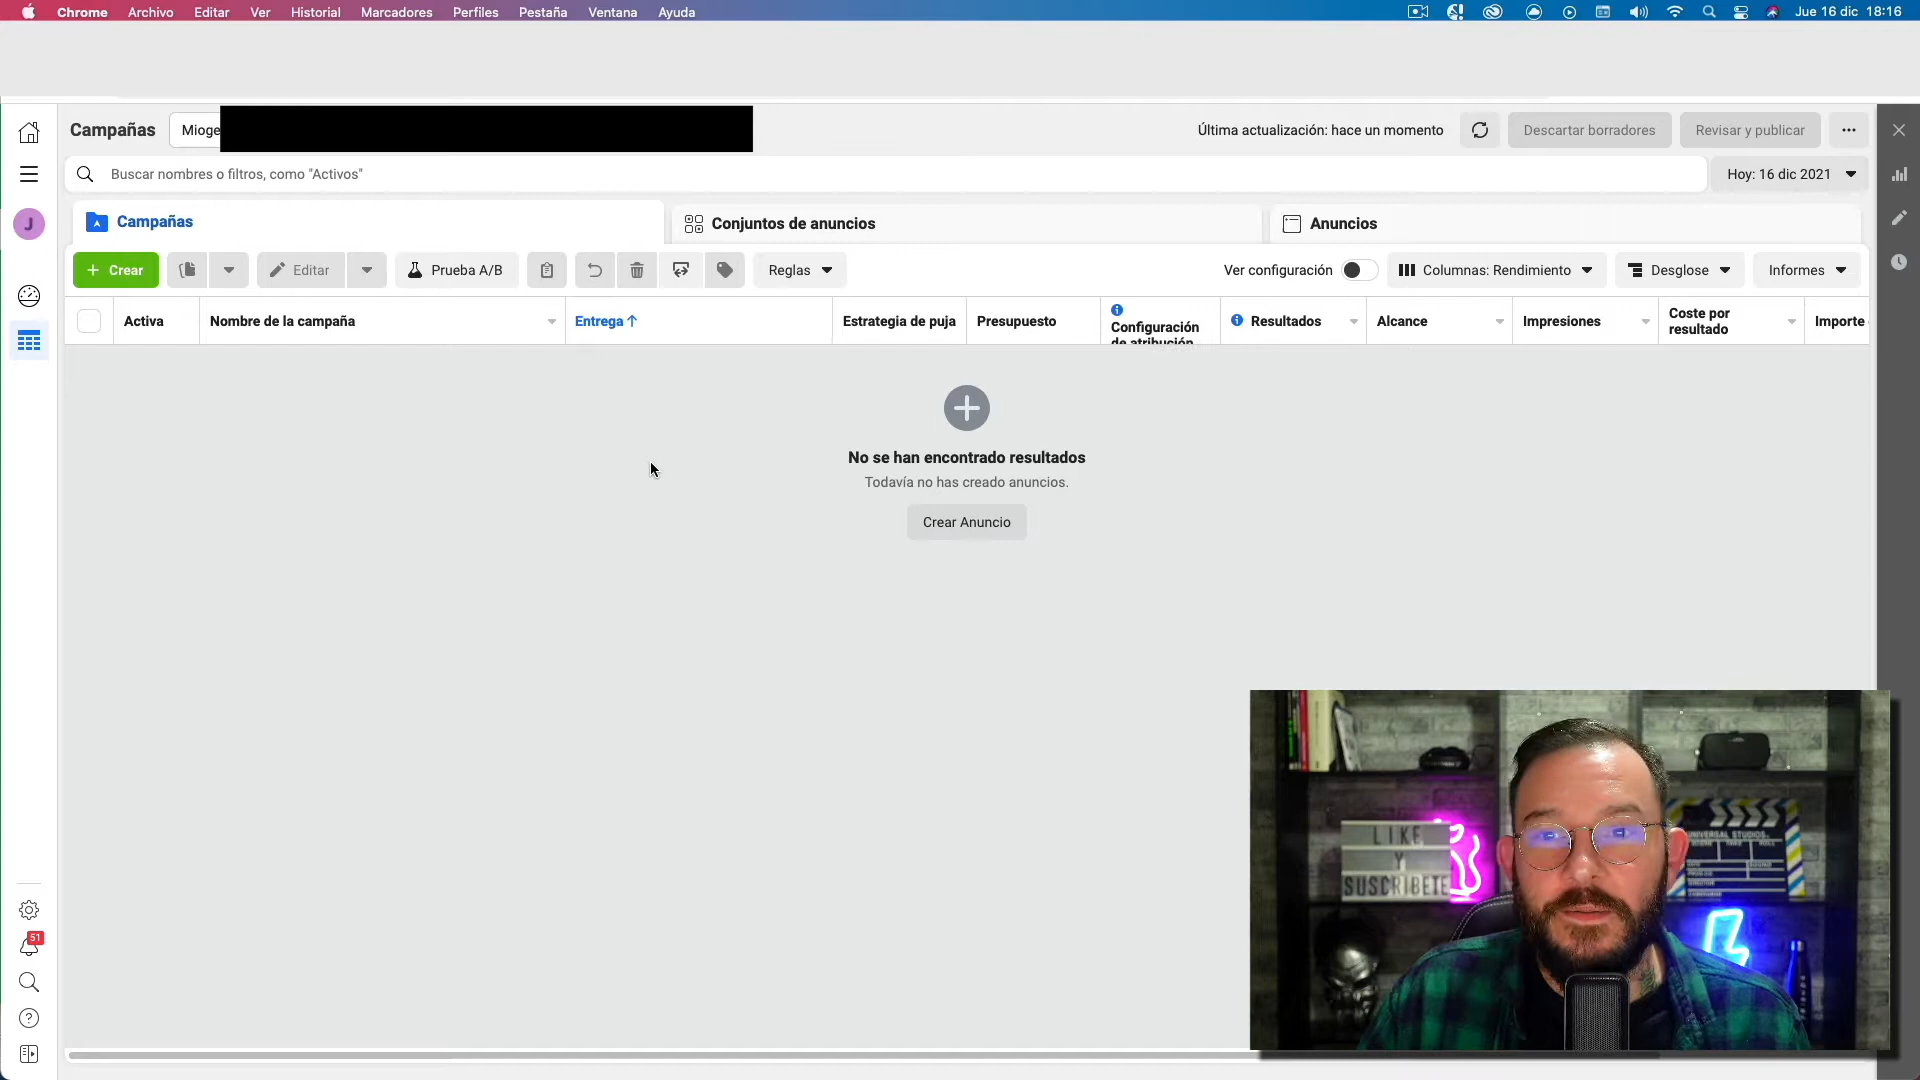 Chrome Archivo Editar Ver Historial Marcadores Perfiles Pestaña Ventana Ayuda Jue 16 dic 18:16
Campañas Mioge Última actualización: hace un momento Descartar borradores Revisar y publicar
Buscar nombres o filtros, como "Activos" Hoy: 16 dic 2021
J
Campañas Conjuntos de anuncios Anuncios
+ Crear Editar Prueba A/B Reglas Ver configuración Columnas: Rendimiento Desglose Informes
Activa Nombre de la campaña Entrega ↑ Estrategia de puja Presupuesto Configuración de atribución Resultados Alcance Impresiones Coste por resultado Importe
No se han encontrado resultados
Todavía no has creado anuncios.
Crear Anuncio
LIKE
Y
SUSCRIBETE
UNIVERSAL STUDIOS
51